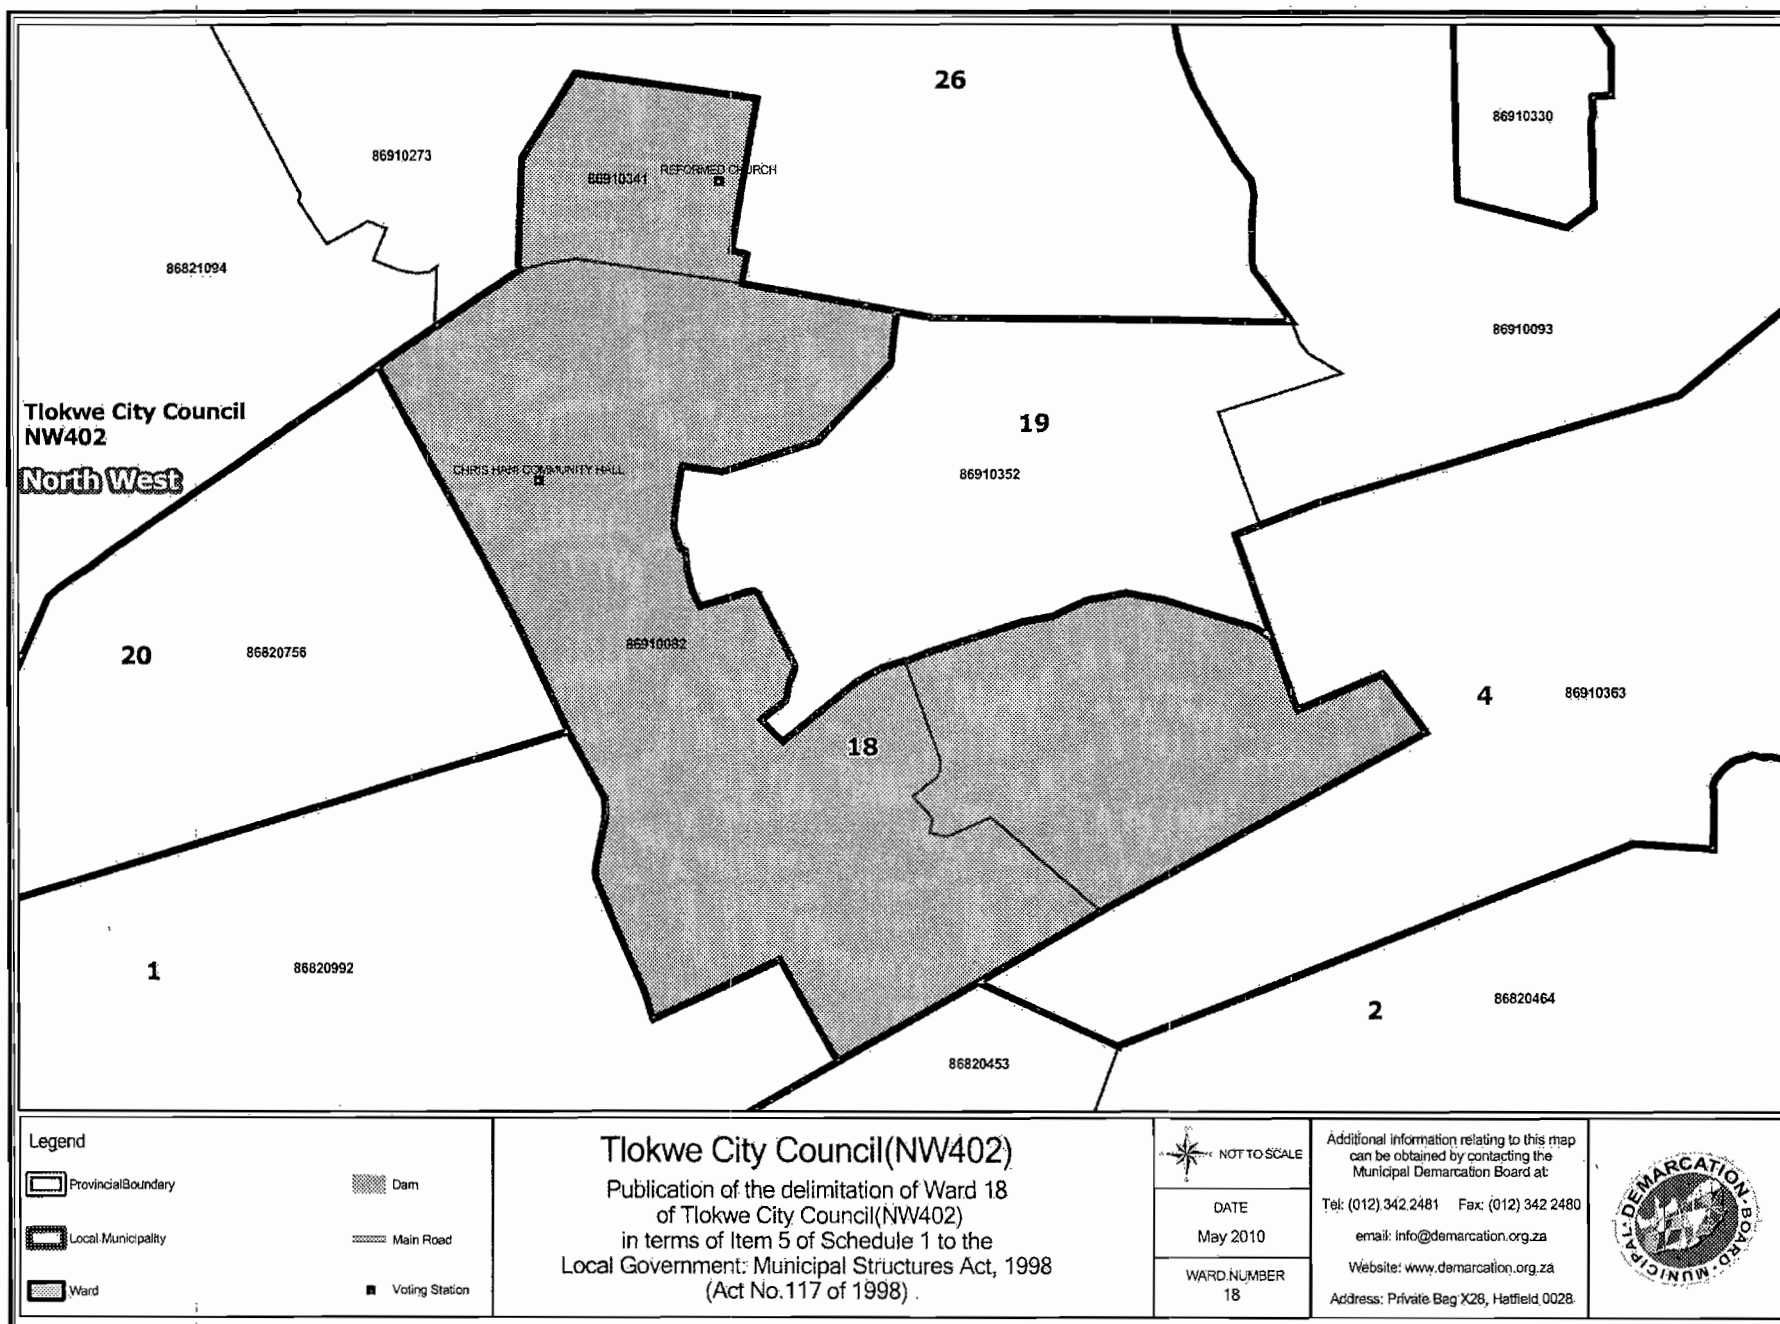 26
86910330
86910273
REFORMED CHURCH
86910341
86821094
86910093
Tlokwe City Council
NW402
North West
19
86910352
CHRIS HANI COMMUNITY HALL
20
86820756
86910082
4
86910363
18
1
86820992
2
86820464
86820453
Legend
ProvincialBoundary
Dam
Local Municipality
Main Road
Ward
Voting Station
Tlokwe City Council(NW402)
Publication of the delimitation of Ward 18
of Tlokwe City Council(NW402)
in terms of Item 5 of Schedule 1 to the
Local Government: Municipal Structures Act, 1998
(Act No.117 of 1998) .
NOT TO SCALE
DATE
May 2010
WARD NUMBER
18
Additional information relating to this map
can be obtained by contacting the
Municipal Demarcation Board at:
Tel: (012) 342 2481 Fax: (012) 342 2480
email: info@demarcation.org.za
Website: www.demarcation.org.za
Address: Private Bag X28, Hatfield 0028
MUNICIPAL DEMARCATION BOARD